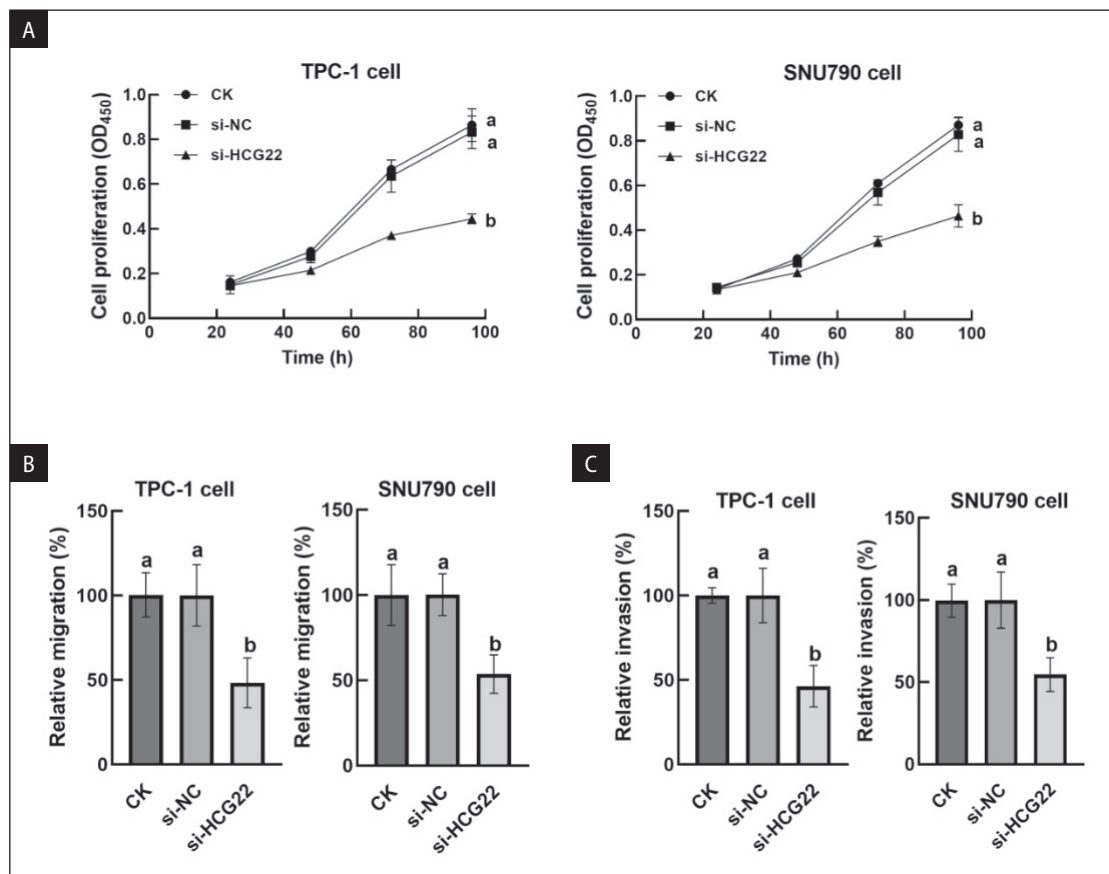 A
TPC-1 cell
CK
si-NC
si-HCG22
Cell proliferation (OD450)
1.0
0.8
0.6
0.4
0.2
0.0
0 20 40 60 80 100
Time (h)
a
a
b
SNU790 cell
CK
si-NC
si-HCG22
Cell proliferation (OD450)
1.0
0.8
0.6
0.4
0.2
0.0
0 20 40 60 80 100
Time (h)
a
a
b
B
TPC-1 cell
Relative migration (%)
150
100
50
0
a a b
CK si-NC si-HCG22
SNU790 cell
Relative migration (%)
150
100
50
0
a a b
CK si-NC si-HCG22
C
TPC-1 cell
Relative invasion (%)
150
100
50
0
a a b
CK si-NC si-HCG22
SNU790 cell
Relative invasion (%)
150
100
50
0
a a b
CK si-NC si-HCG22